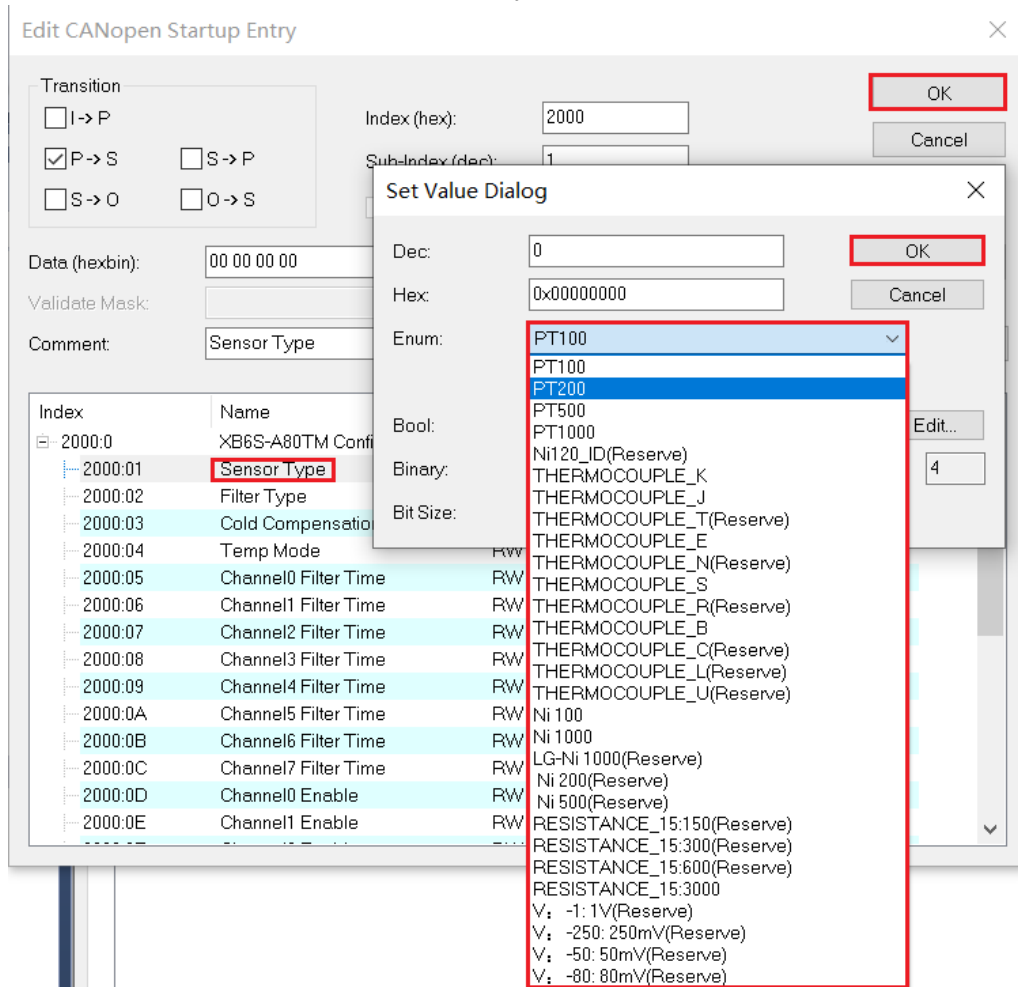 Edit CANopen Startup Entry
Transition
I -> P
P -> S
S -> P
S -> O
O -> S
Index (hex):
2000
Sub-Index (dec):
1
OK
Cancel
Data (hexbin):
00 00 00 00
Validate Mask:
Comment:
Sensor Type
Set Value Dialog
Dec:
0
OK
Hex:
0x00000000
Cancel
Enum:
PT100
PT100
PT200
PT500
PT1000
Ni120_ID(Reserve)
THERMOCOUPLE_K
THERMOCOUPLE_J
THERMOCOUPLE_T(Reserve)
THERMOCOUPLE_E
THERMOCOUPLE_N(Reserve)
THERMOCOUPLE_S
THERMOCOUPLE_R(Reserve)
THERMOCOUPLE_B
THERMOCOUPLE_C(Reserve)
THERMOCOUPLE_L(Reserve)
THERMOCOUPLE_U(Reserve)
Ni 100
Ni 1000
LG-Ni 1000(Reserve)
Ni 200(Reserve)
Ni 500(Reserve)
RESISTANCE_15:150(Reserve)
RESISTANCE_15:300(Reserve)
RESISTANCE_15:600(Reserve)
RESISTANCE_15:3000
V：-1: 1V(Reserve)
V：-250: 250mV(Reserve)
V：-50: 50mV(Reserve)
V：-80: 80mV(Reserve)
Bool:
Edit...
Binary:
4
Bit Size:
Index Name
2000:0 XB6S-A80TM Confi
2000:01 Sensor Type
2000:02 Filter Type
2000:03 Cold Compensatio
2000:04 Temp Mode RW
2000:05 Channel0 Filter Time RW
2000:06 Channel1 Filter Time RW
2000:07 Channel2 Filter Time RW
2000:08 Channel3 Filter Time RW
2000:09 Channel4 Filter Time RW
2000:0A Channel5 Filter Time RW
2000:0B Channel6 Filter Time RW
2000:0C Channel7 Filter Time RW
2000:0D Channel0 Enable RW
2000:0E Channel1 Enable RW